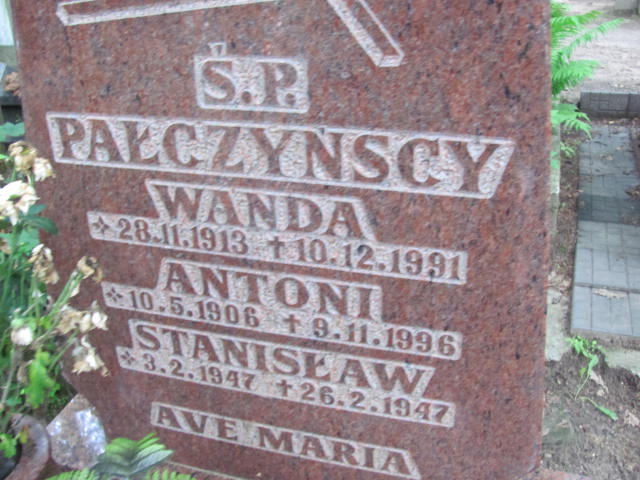 Ś.P.
PAŁCZYŃSCY
WANDA
* 28.11.1913 ✝ 10.12.1991
ANTONI
* 10.5.1906 ✝ 9.11.1996
STANISŁAW
* 3.2.1947 ✝ 26.2.1947
AVE MARIA